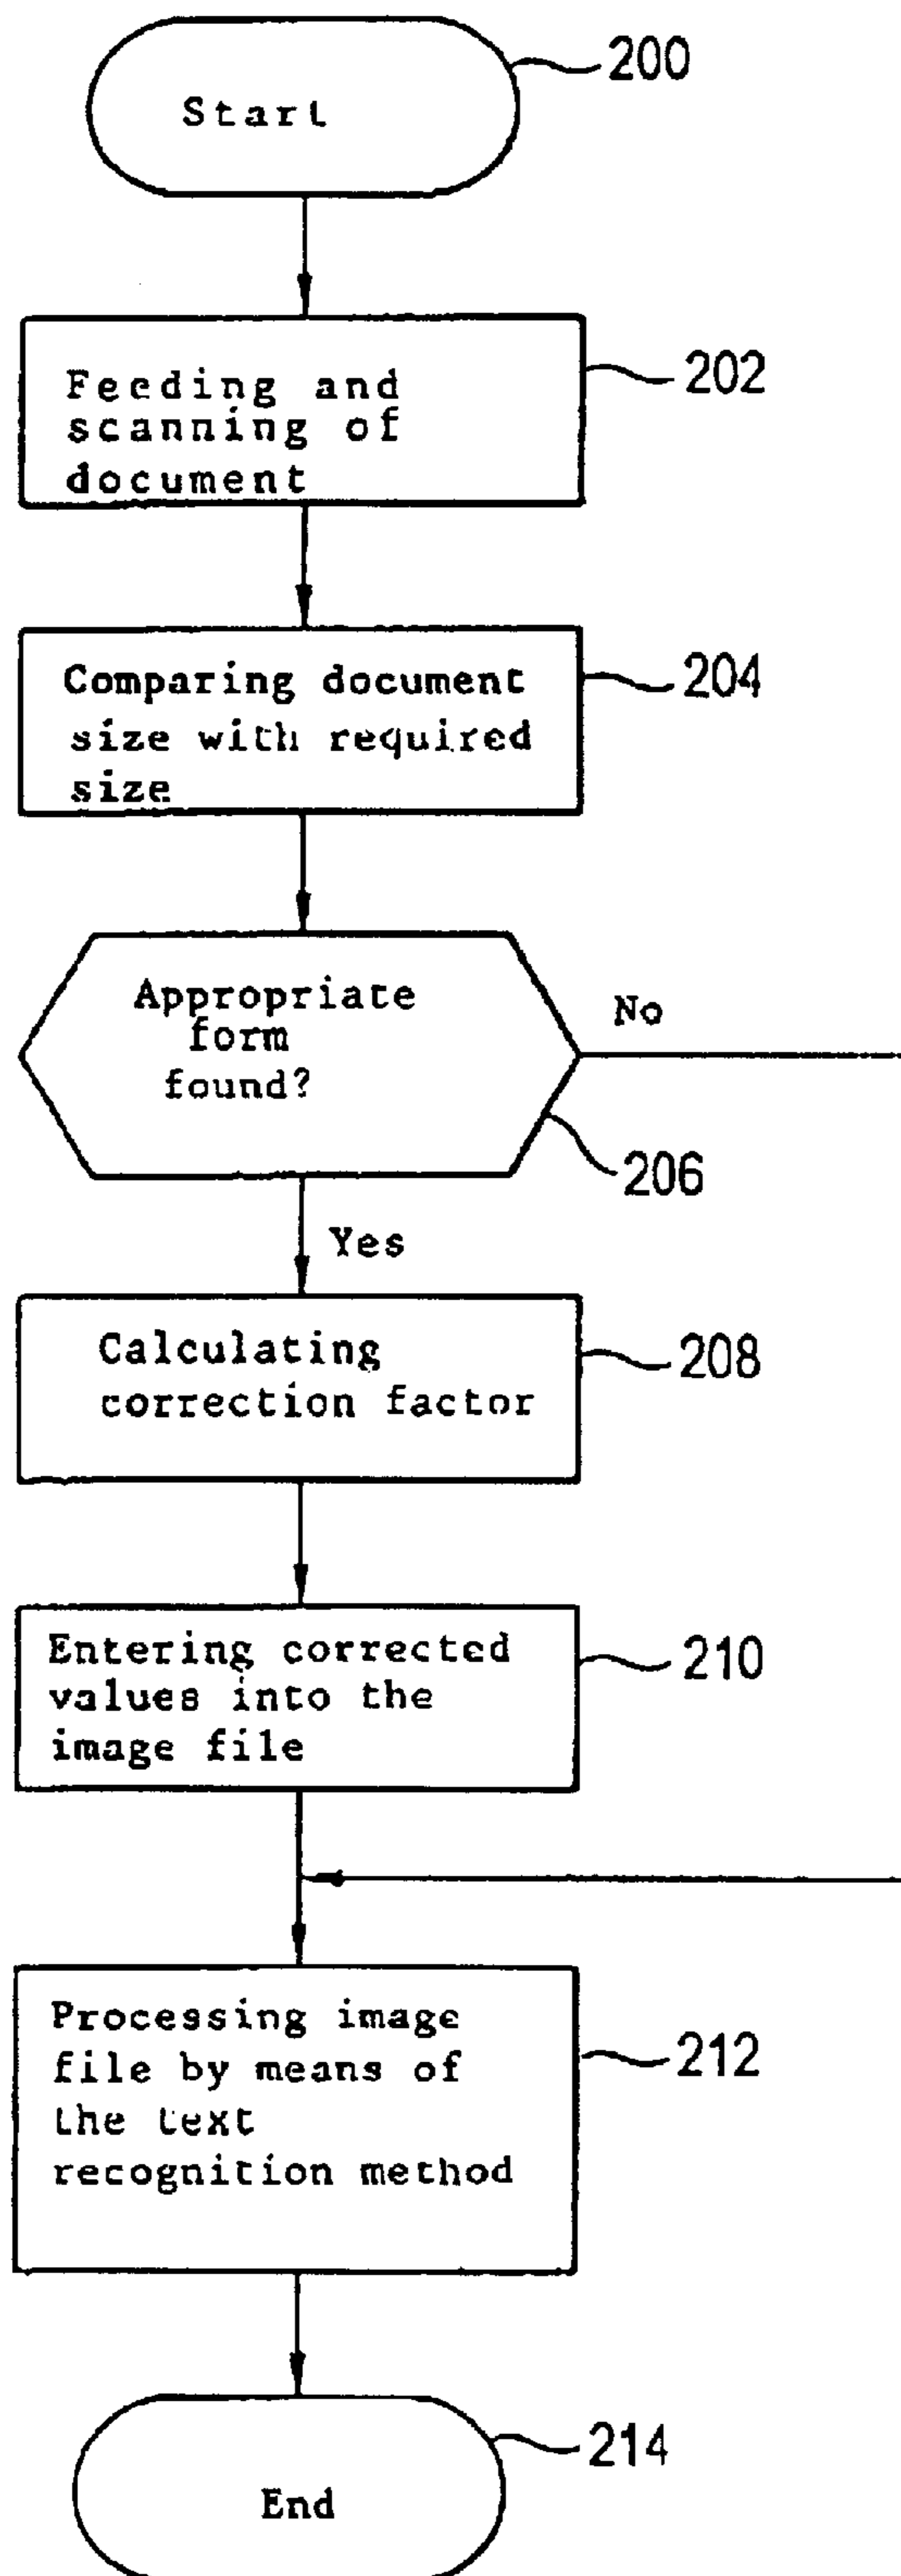 200
Start
202
Feeding and
scanning of
document
204
Comparing document
size with required
size
Appropriate
form
found?
No
206
Yes
208
Calculating
correction factor
210
Entering corrected
values into the
image file
Processing image
file by means of
the text
recognition method
212
214
End